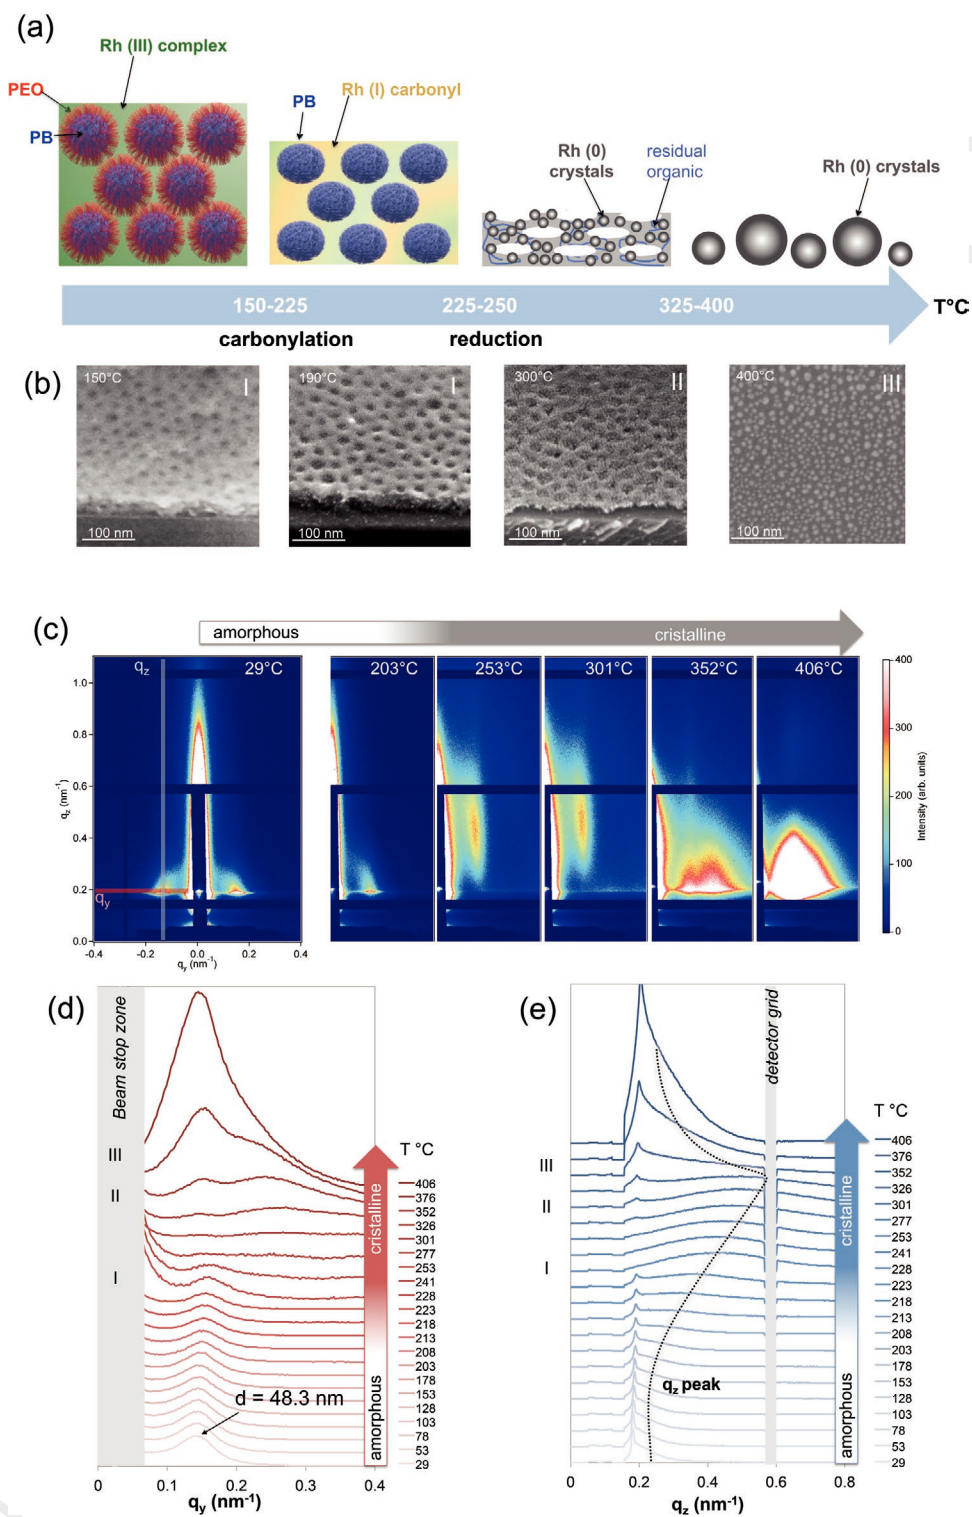 (a)
Rh (III) complex
PEO
PB
PB
Rh (I) carbonyl
Rh (0)
crystals
residual
organic
Rh (0) crystals
150-225
225-250
325-400
T°C
carbonylation
reduction
(b)
150°C
I
100 nm
190°C
I
100 nm
300°C
II
100 nm
400°C
III
100 nm
(c)
amorphous
cristalline
qz
29°C
203°C
253°C
301°C
352°C
406°C
1.0
0.8
0.6
0.4
0.2
0.0
qz (nm-1)
qy
-0.4
-0.2
0.0
0.2
0.4
qy (nm-1)
400
300
200
100
0
Intensity (arb. units)
(d)
Beam stop zone
III
II
I
d = 48.3 nm
T °C
cristalline
amorphous
406
376
352
326
301
277
253
241
228
223
218
213
208
203
178
153
128
103
78
53
29
0
0.1
0.2
0.3
0.4
qy (nm-1)
(e)
detector grid
III
II
I
qz peak
T °C
cristalline
amorphous
406
376
352
326
301
277
253
241
228
223
218
213
208
203
178
153
128
103
78
53
29
0
0.2
0.4
0.6
0.8
qz (nm-1)